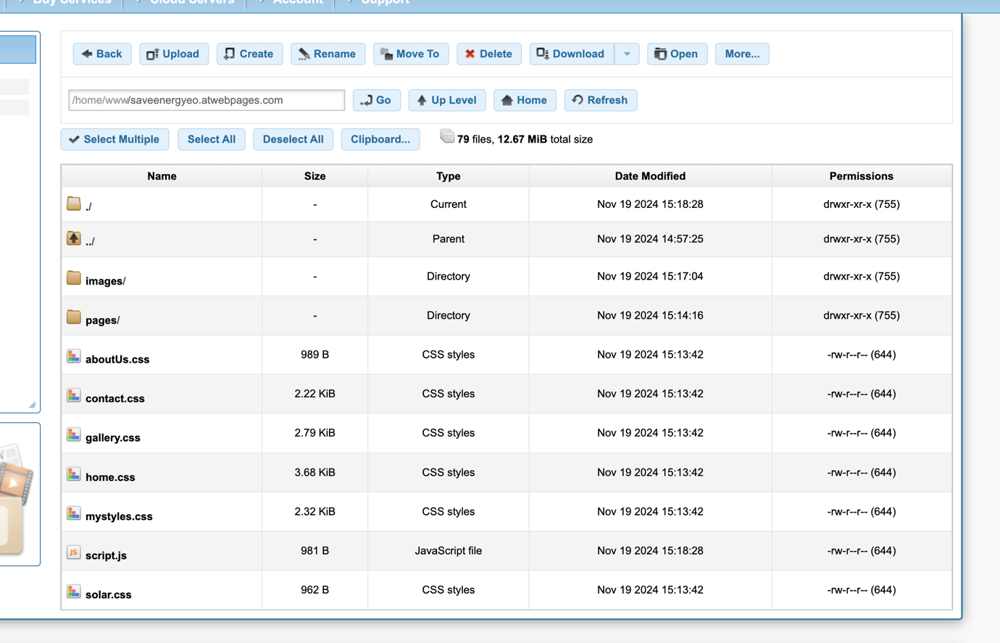 Buy Services Cloud Servers Account Support
Back Upload Create Rename Move To Delete Download Open More...
/home/www/saveenergyeo.atwebpages.com Go Up Level Home Refresh
Select Multiple Select All Deselect All Clipboard... 79 files, 12.67 MiB total size
Name Size Type Date Modified Permissions
./ - Current Nov 19 2024 15:18:28 drwxr-xr-x (755)
../ - Parent Nov 19 2024 14:57:25 drwxr-xr-x (755)
images/ - Directory Nov 19 2024 15:17:04 drwxr-xr-x (755)
pages/ - Directory Nov 19 2024 15:14:16 drwxr-xr-x (755)
aboutUs.css 989 B CSS styles Nov 19 2024 15:13:42 -rw-r--r-- (644)
contact.css 2.22 KiB CSS styles Nov 19 2024 15:13:42 -rw-r--r-- (644)
gallery.css 2.79 KiB CSS styles Nov 19 2024 15:13:42 -rw-r--r-- (644)
home.css 3.68 KiB CSS styles Nov 19 2024 15:13:42 -rw-r--r-- (644)
mystyles.css 2.32 KiB CSS styles Nov 19 2024 15:13:42 -rw-r--r-- (644)
JS script.js 981 B JavaScript file Nov 19 2024 15:18:28 -rw-r--r-- (644)
solar.css 962 B CSS styles Nov 19 2024 15:13:42 -rw-r--r-- (644)